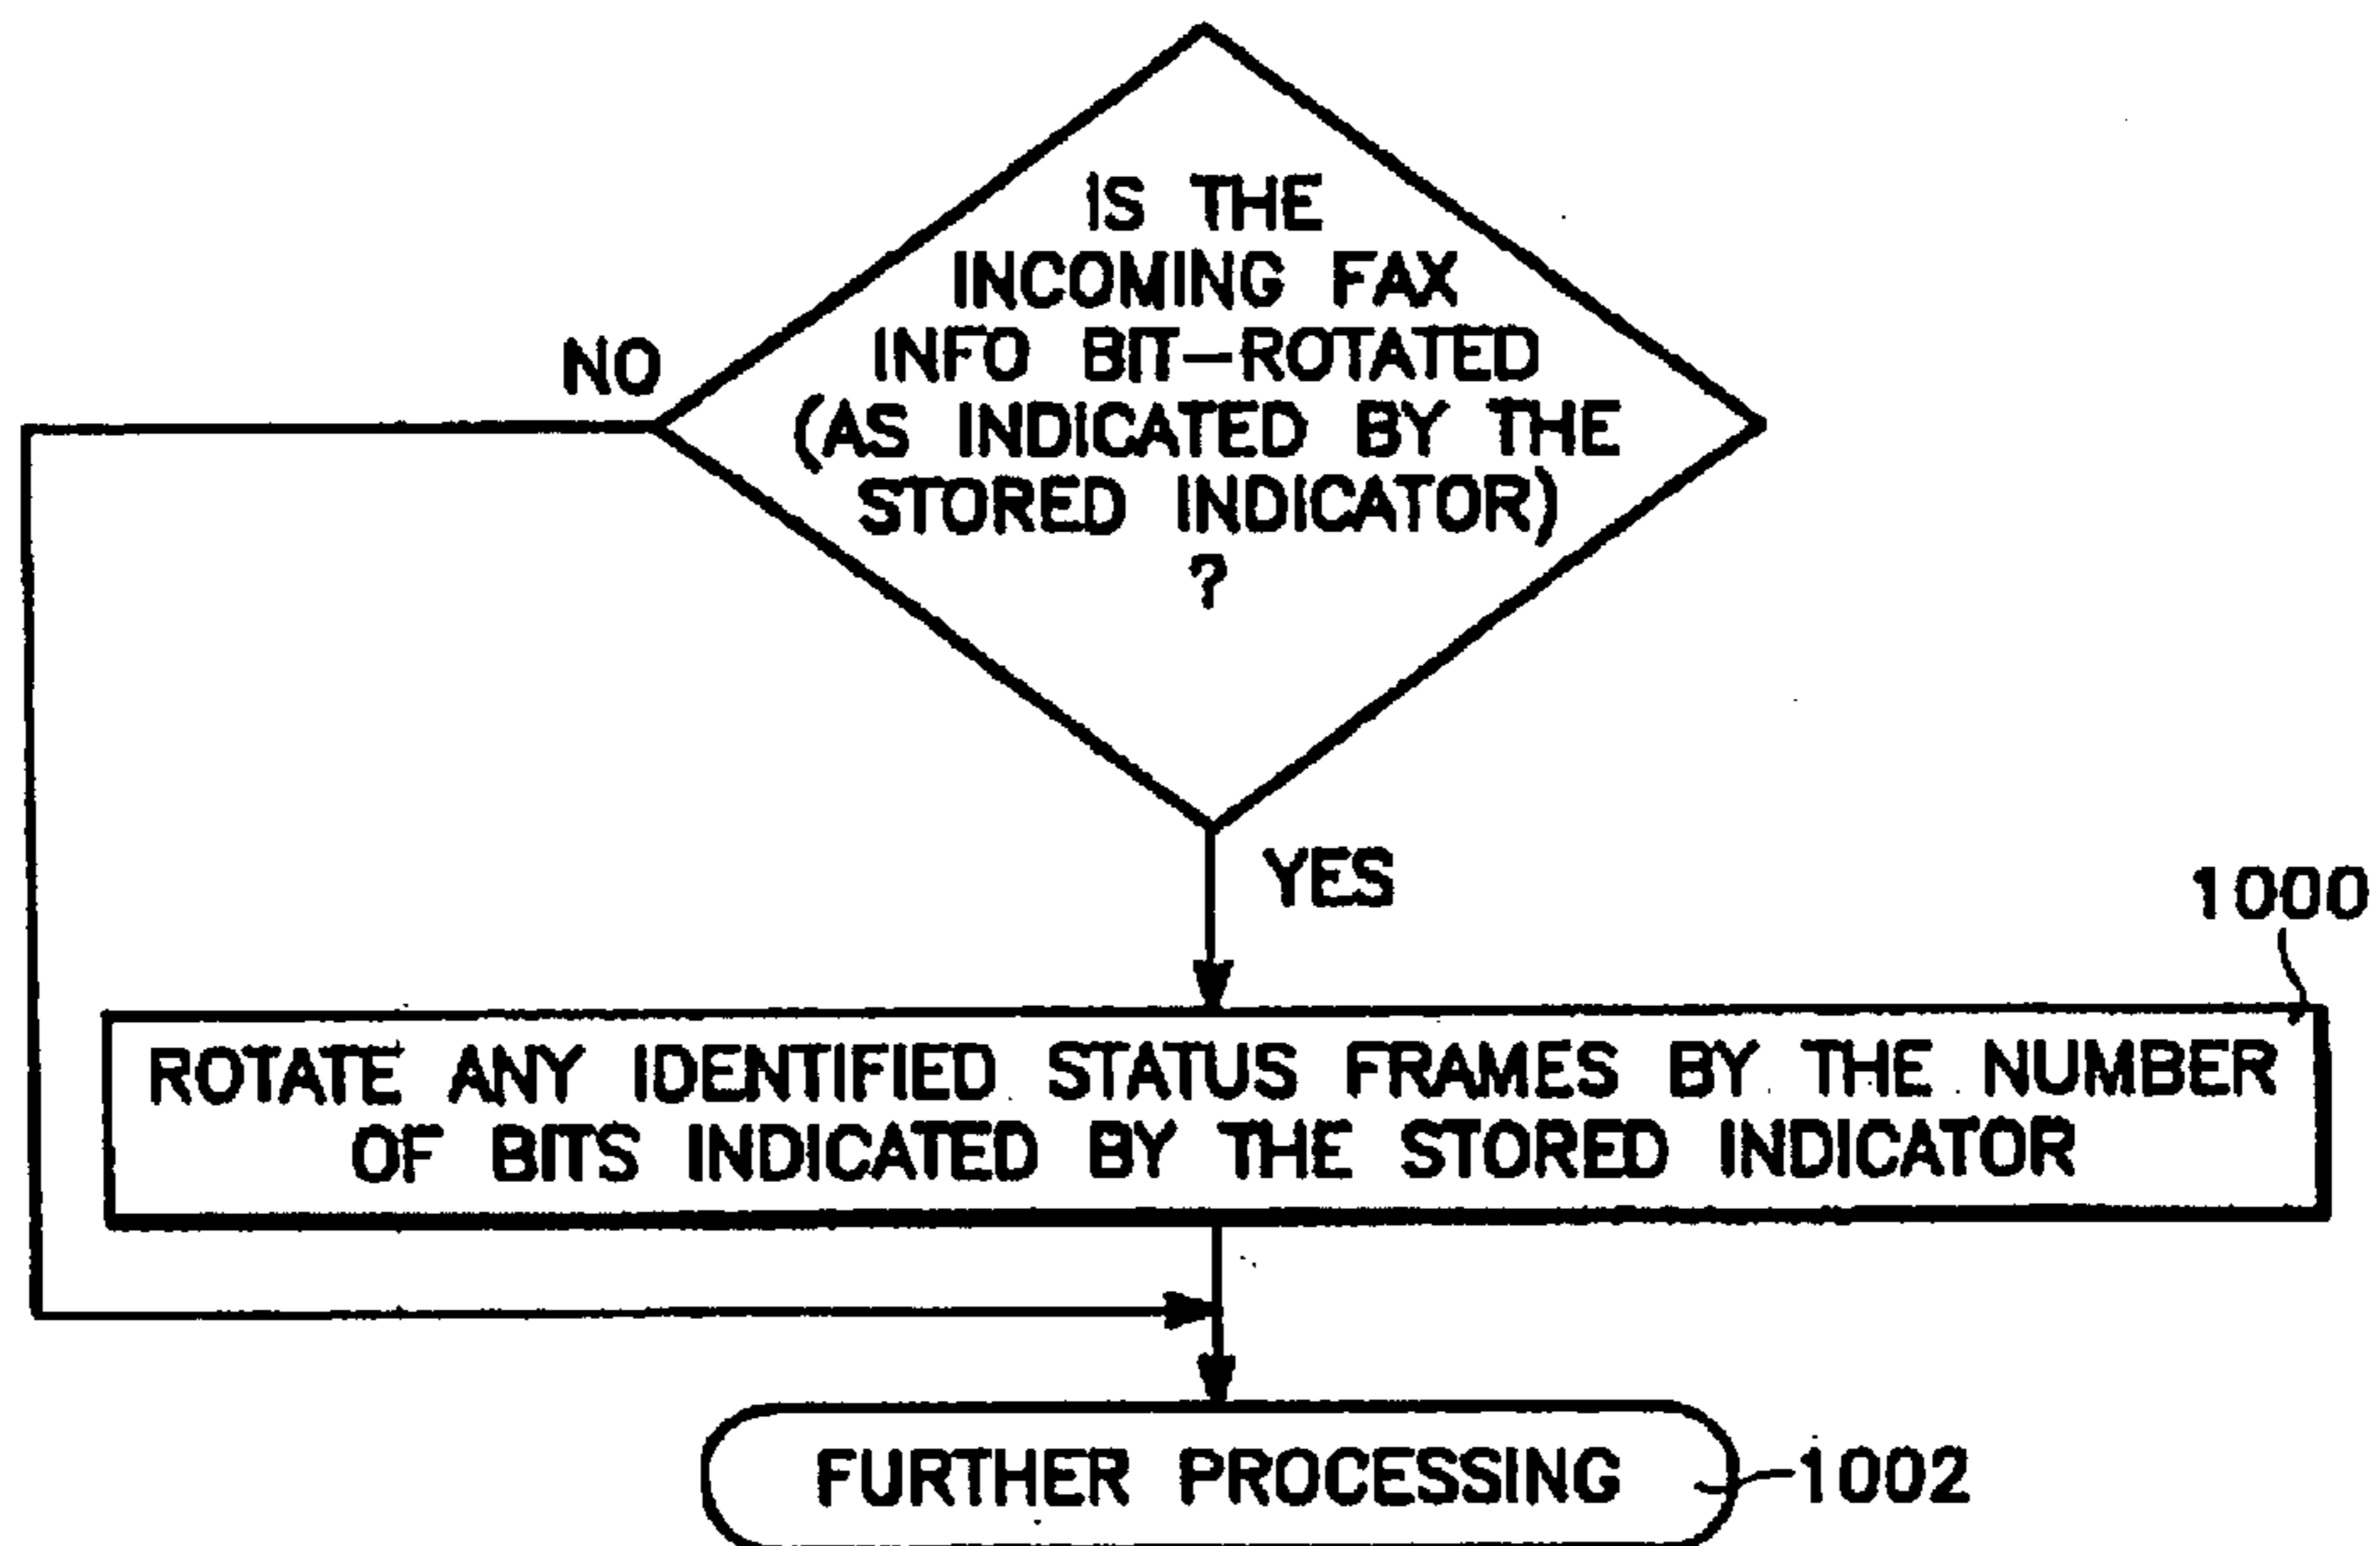 IS THE
INCOMING FAX
INFO BIT-ROTATED
(AS INDICATED BY THE
STORED INDICATOR)
?
NO
YES
1000
ROTATE ANY IDENTIFIED STATUS FRAMES BY THE NUMBER
OF BITS INDICATED BY THE STORED INDICATOR
FURTHER PROCESSING
1002